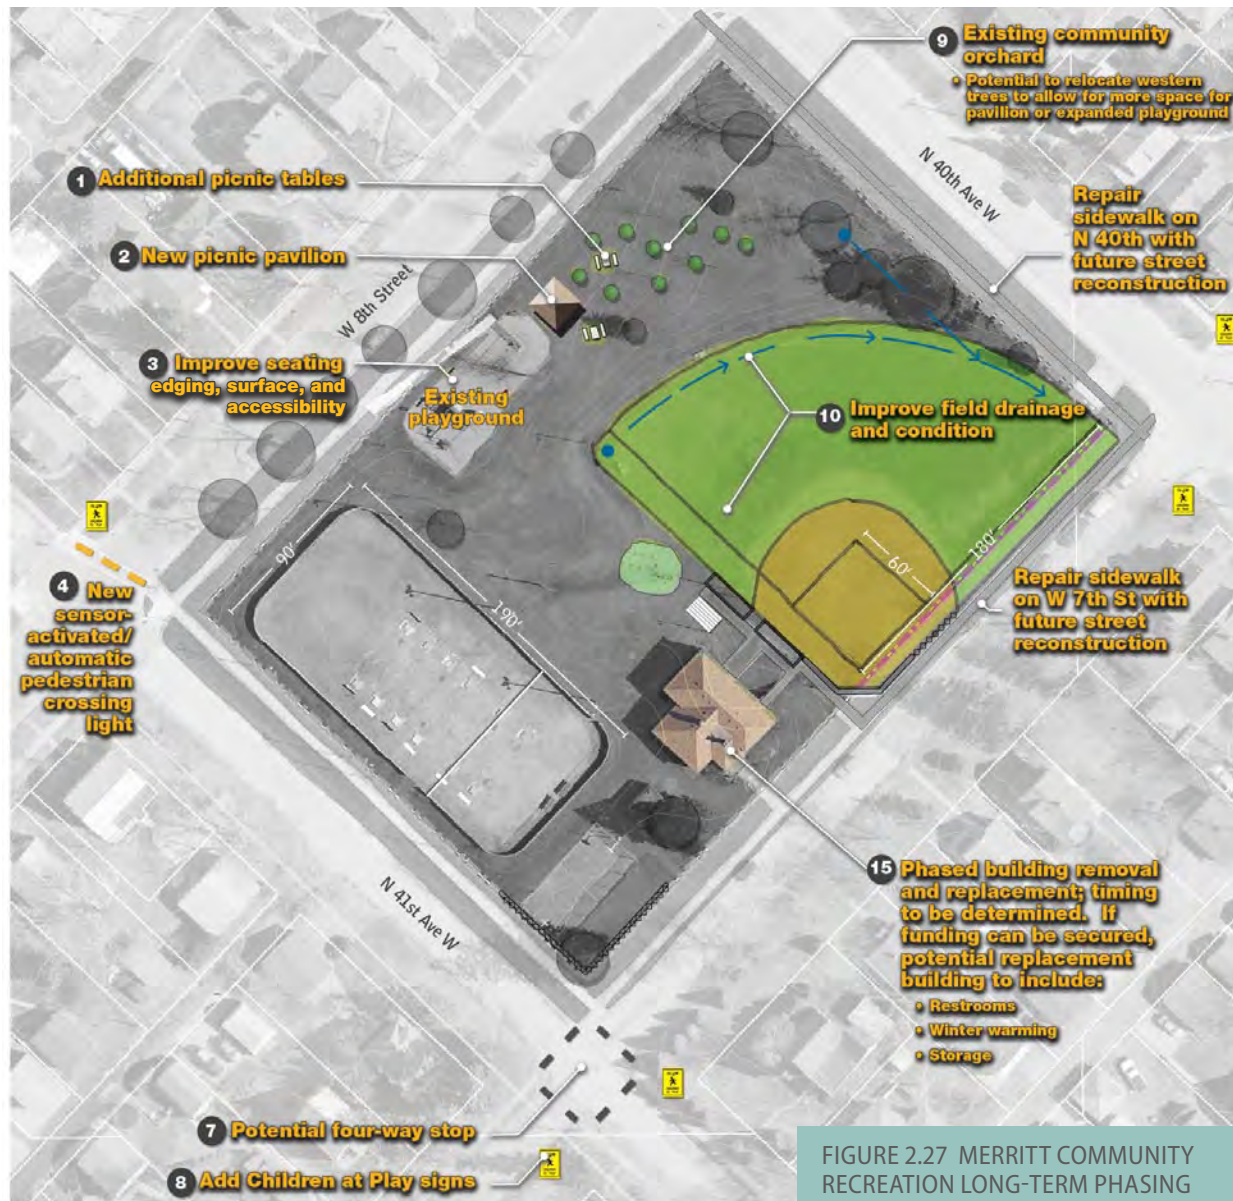 9 Existing community
orchard
• Potential to relocate western
trees to allow for more space for
pavilion or expanded playground
N 40th Ave W
1 Additional picnic tables
Repair
sidewalk on
N 40th with
future street
reconstruction
2 New picnic pavilion
W 8th Street
3 Improve seating
edging, surface, and
accessibility
Existing
playground
10 Improve field drainage
and condition
90'
190'
180'
60'
4 New
sensor-
activated/
automatic
pedestrian
crossing
light
Repair sidewalk
on W 7th St with
future street
reconstruction
N 41st Ave W
15 Phased building removal
and replacement; timing
to be determined. If
funding can be secured,
potential replacement
building to include:
• Restrooms
• Winter warming
• Storage
7 Potential four-way stop
8 Add Children at Play signs
FIGURE 2.27 MERRITT COMMUNITY
RECREATION LONG-TERM PHASING